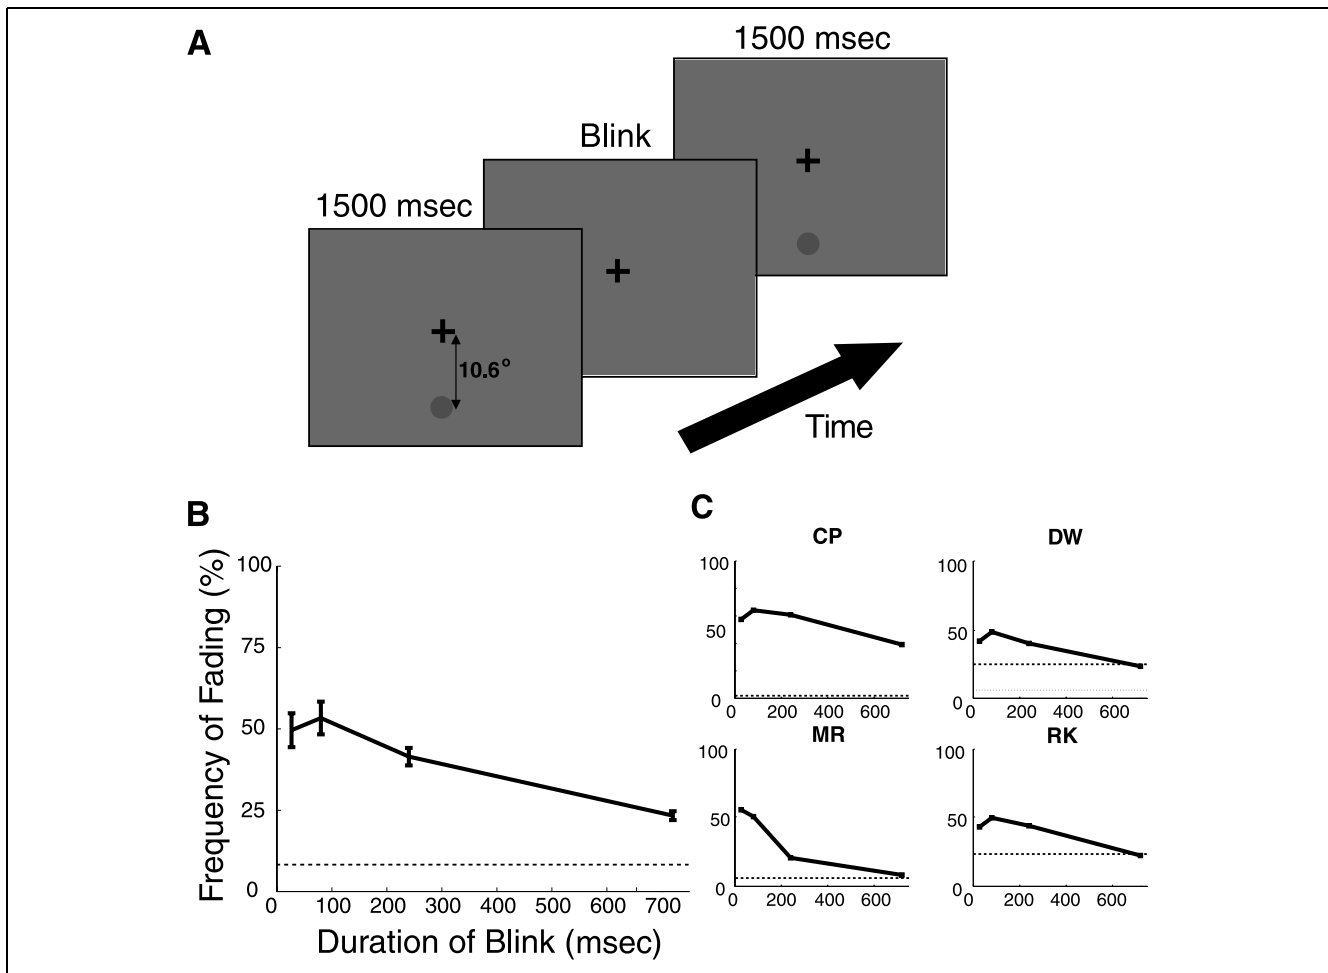 A
1500 msec
Blink
1500 msec
+
+
+
10.6°
Time
B
Frequency of Fading (%)
100
75
50
25
0
0 100 200 300 400 500 600 700
Duration of Blink (msec)
C
CP
100
50
0
0 200 400 600
DW
100
50
0
0 200 400 600
MR
100
50
0
0 200 400 600
RK
100
50
0
0 200 400 600